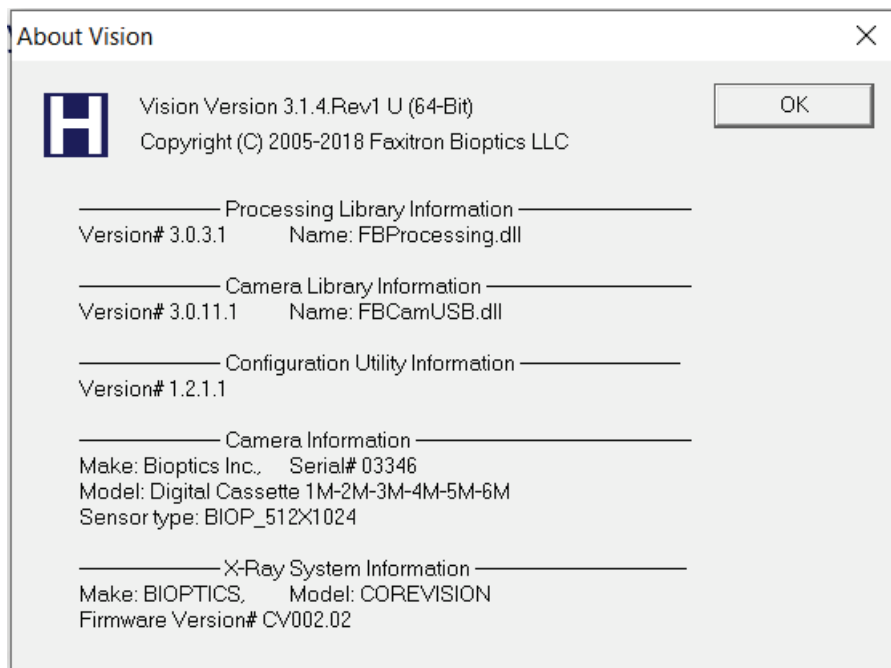 About Vision
H
Vision Version 3.1.4.Rev1 U (64-Bit)
OK
Copyright (C) 2005-2018 Faxitron Bioptics LLC
Processing Library Information
Version# 3.0.3.1 Name: FBProcessing.dll
Camera Library Information
Version# 3.0.11.1 Name: FBCamUSB.dll
Configuration Utility Information
Version# 1.2.1.1
Camera Information
Make: Bioptics Inc., Serial# 03346
Model: Digital Cassette 1M-2M-3M-4M-5M-6M
Sensor type: BIOP_512X1024
X-Ray System Information
Make: BIOPTICS, Model: COREVISION
Firmware Version# CV002.02